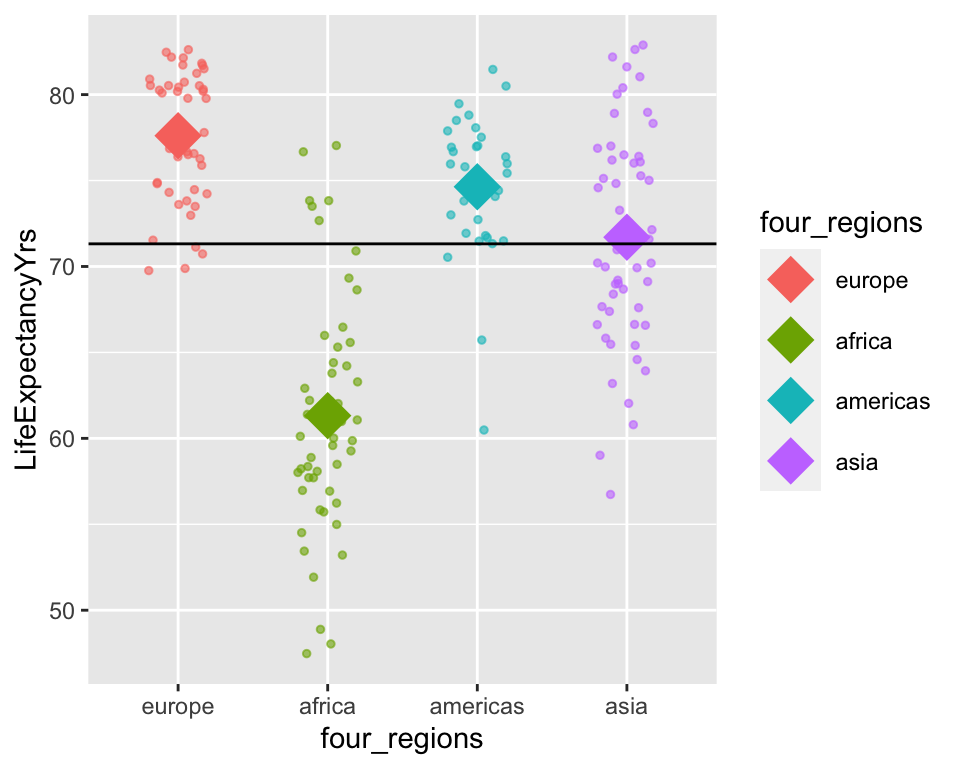 LifeExpectancyYrs
80
70
60
50
europe africa americas asia
four_regions
four_regions
europe
africa
americas
asia